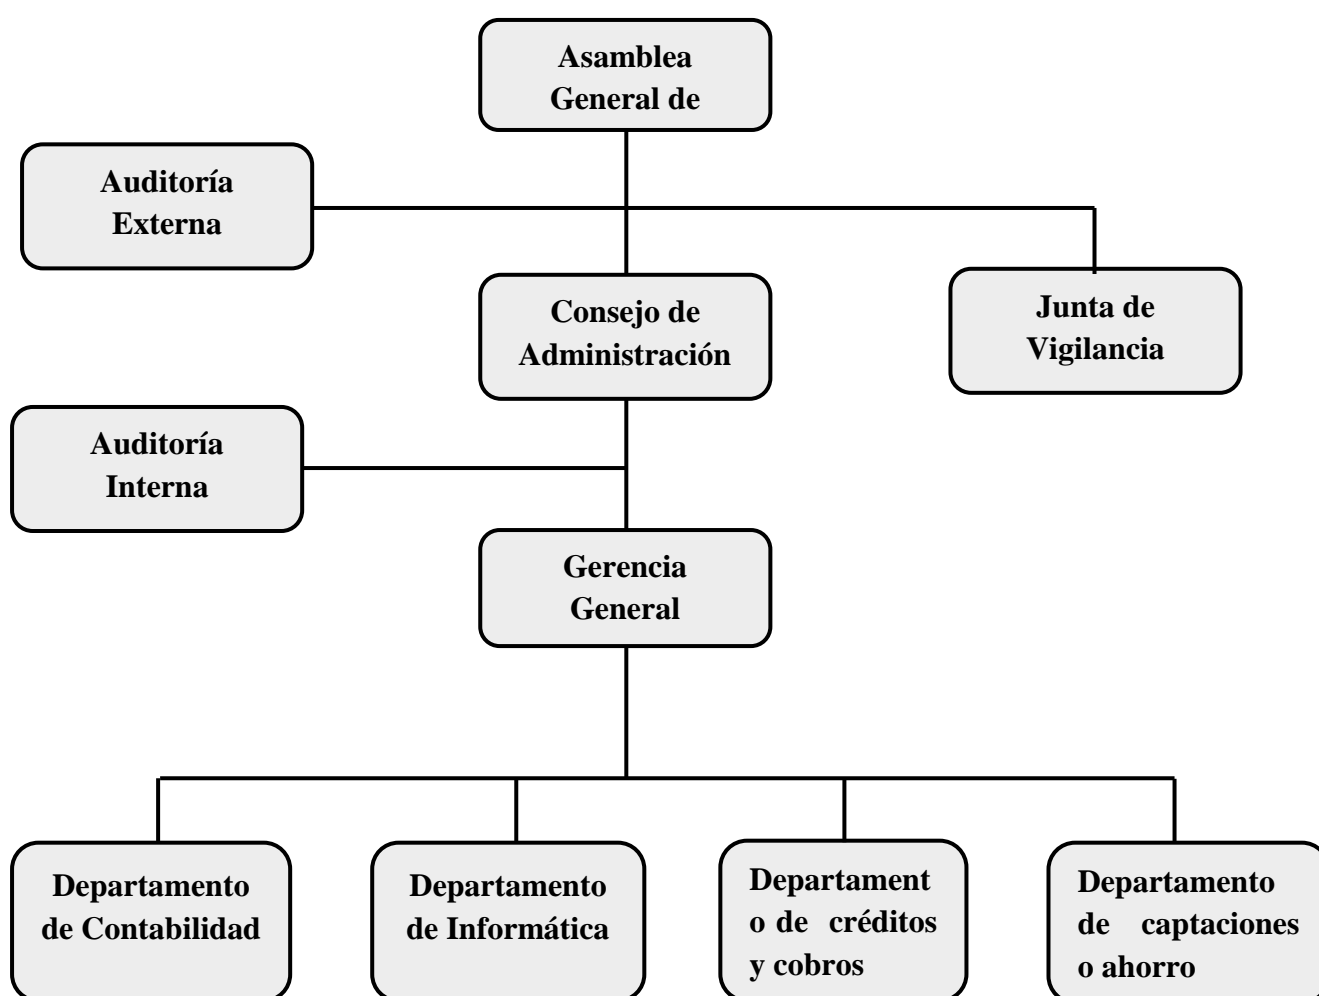 Asamblea
General de
Auditoría
Externa
Consejo de
Administración
Junta de
Vigilancia
Auditoría
Interna
Gerencia
General
Departamento
de Contabilidad
Departamento
de Informática
Departament
o de créditos
y cobros
Departamento
de captaciones
o ahorro